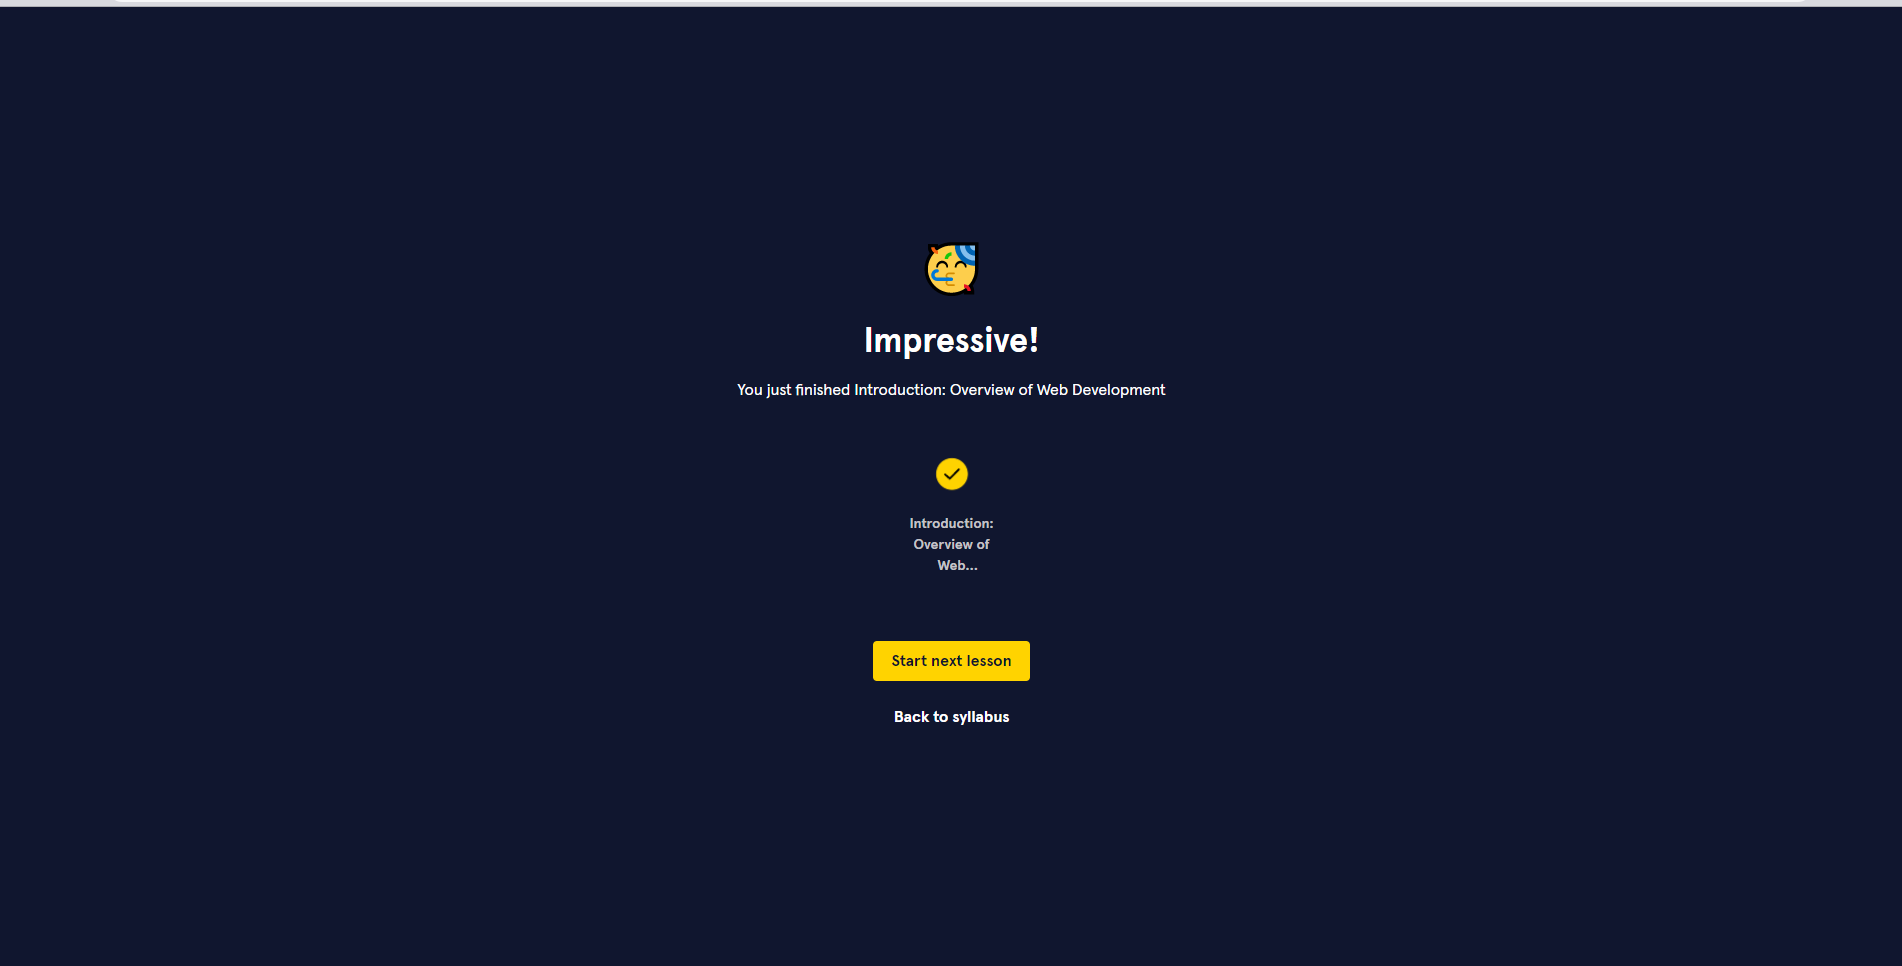 Impressive!
You just finished Introduction: Overview of Web Development
Introduction:
Overview of
Web...
Start next lesson
Back to syllabus